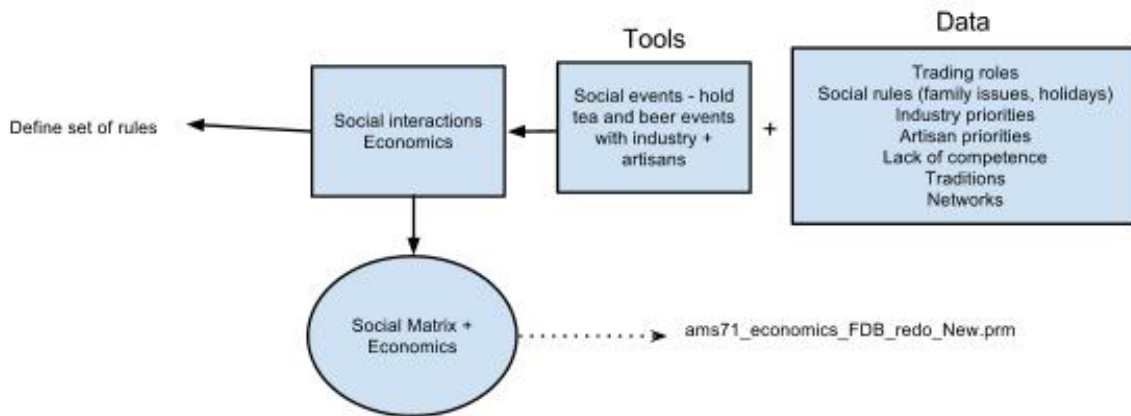 Data
Tools
Trading roles
Social rules (family issues, holidays)
Industry priorities
Artisan priorities
Lack of competence
Traditions
Networks
Social events - hold
tea and beer events
with industry +
artisans
+
Social interactions
Economics
Define set of rules
Social Matrix +
Economics
ams71_economics_FDB_redo_New.prm